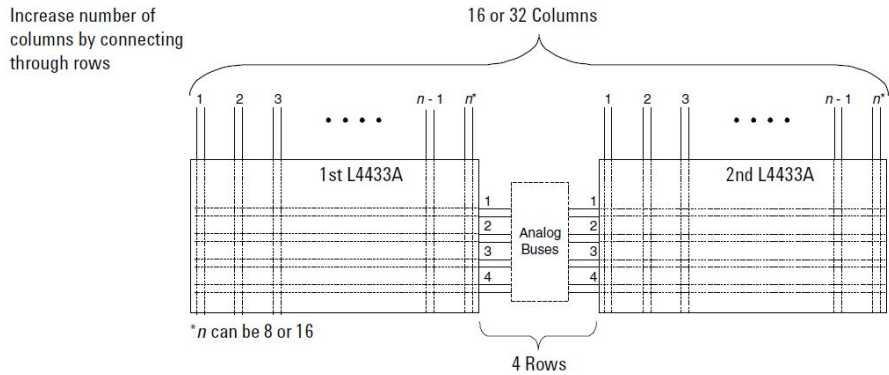 Increase number of
columns by connecting
through rows
16 or 32 Columns
1 2 3 • • • • n - 1 n*
1 2 3 • • • • n - 1 n*
1st L4433A
2nd L4433A
1
2
3
4
Analog
Buses
1
2
3
4
*n can be 8 or 16
4 Rows